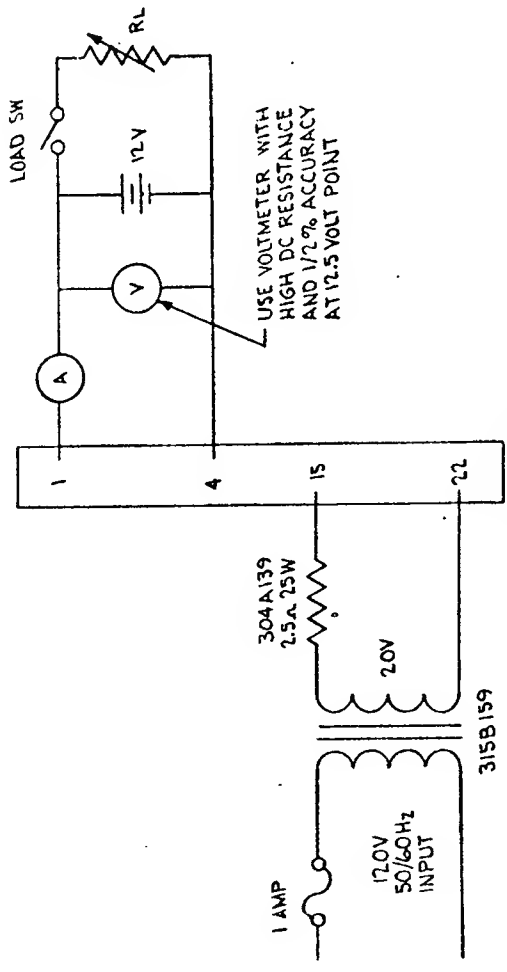 1 AMP
120V
50/60Hz
INPUT
315B159
20V
304A139
2.5Ω 25W
15
22
1
4
A
V
12V
LOAD SW
RL
USE VOLTMETER WITH
HIGH DC RESISTANCE
AND 1/2% ACCURACY
AT 12.5 VOLT POINT